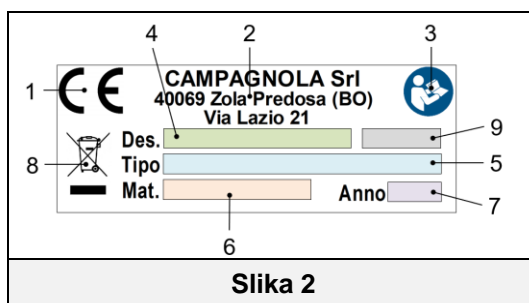 4 2 3
1 CE CAMPAGNOLA Srl
40069 Zola Predosa (BO)
Via Lazio 21
Des. 9
8 Tipo 5
Mat. Anno 7
6
Slika 2